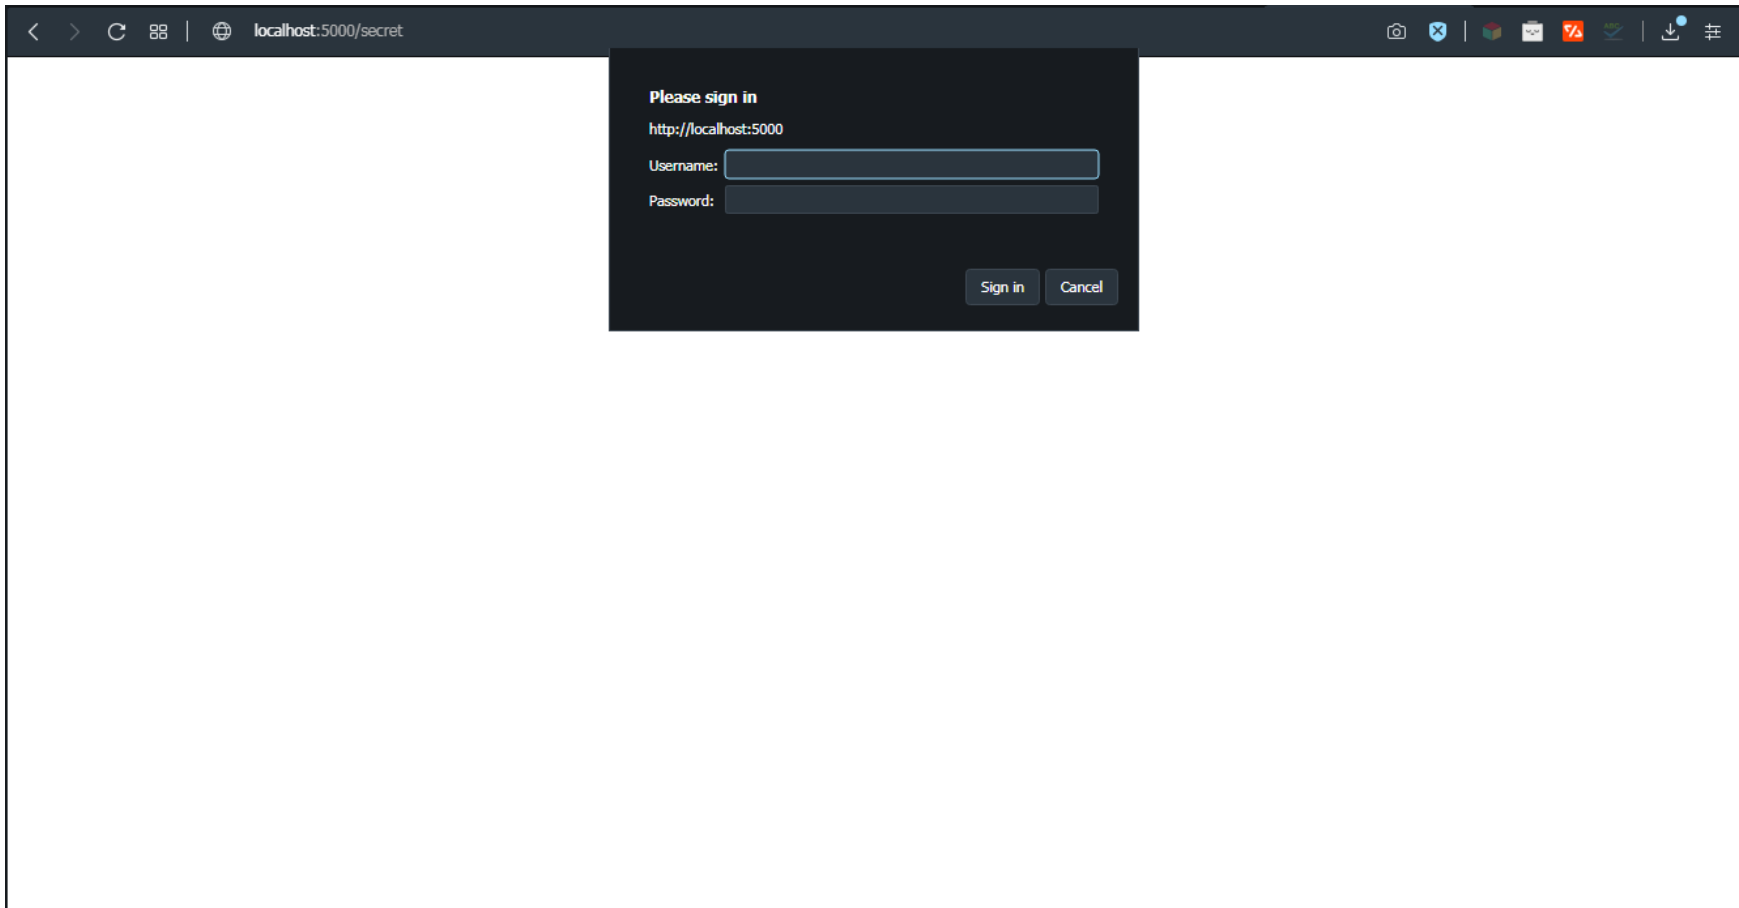 localhost:5000/secret
Please sign in
http://localhost:5000
Username:
Password:
Sign in Cancel